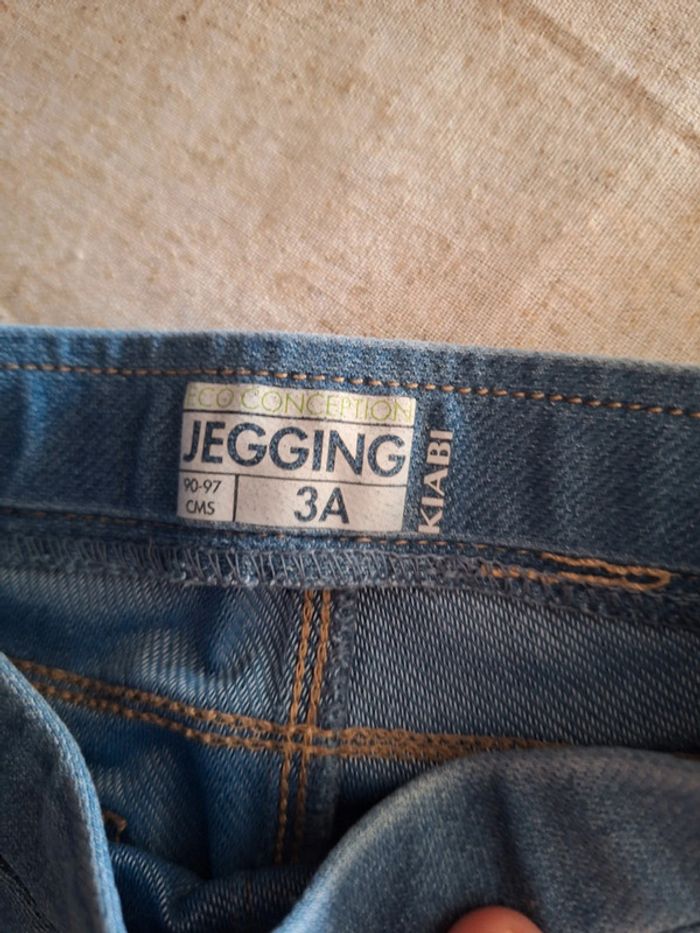 ECO CONCEPTION
JEGGING
90-97
CMS
3A
KIABI